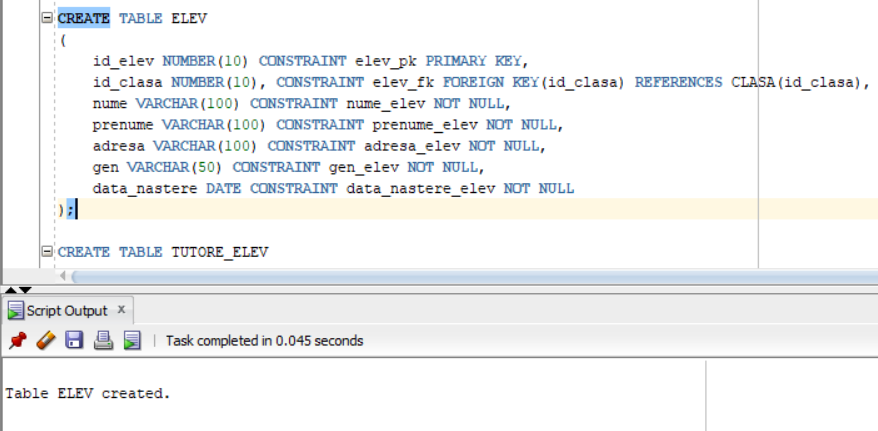 CREATE TABLE ELEV
(
id_elev NUMBER(10) CONSTRAINT elev_pk PRIMARY KEY,
id_clasa NUMBER(10), CONSTRAINT elev_fk FOREIGN KEY(id_clasa) REFERENCES CLASA(id_clasa),
nume VARCHAR(100) CONSTRAINT nume_elev NOT NULL,
prenume VARCHAR(100) CONSTRAINT prenume_elev NOT NULL,
adresa VARCHAR(100) CONSTRAINT adresa_elev NOT NULL,
gen VARCHAR(50) CONSTRAINT gen_elev NOT NULL,
data_nastere DATE CONSTRAINT data_nastere_elev NOT NULL
);
CREATE TABLE TUTORE_ELEV
Script Output x
Task completed in 0.045 seconds
Table ELEV created.